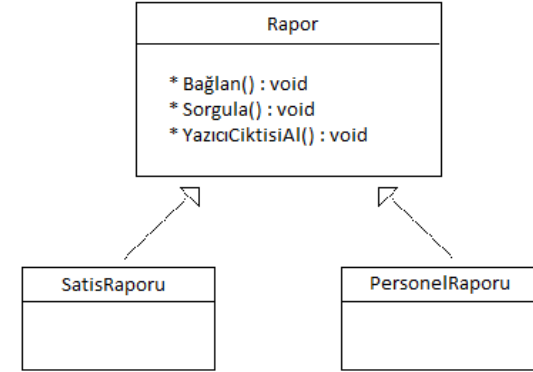 Rapor
* Bağlan() : void
* Sorgula() : void
* YazıcıCiktisiAl() : void
SatisRaporu
PersonelRaporu